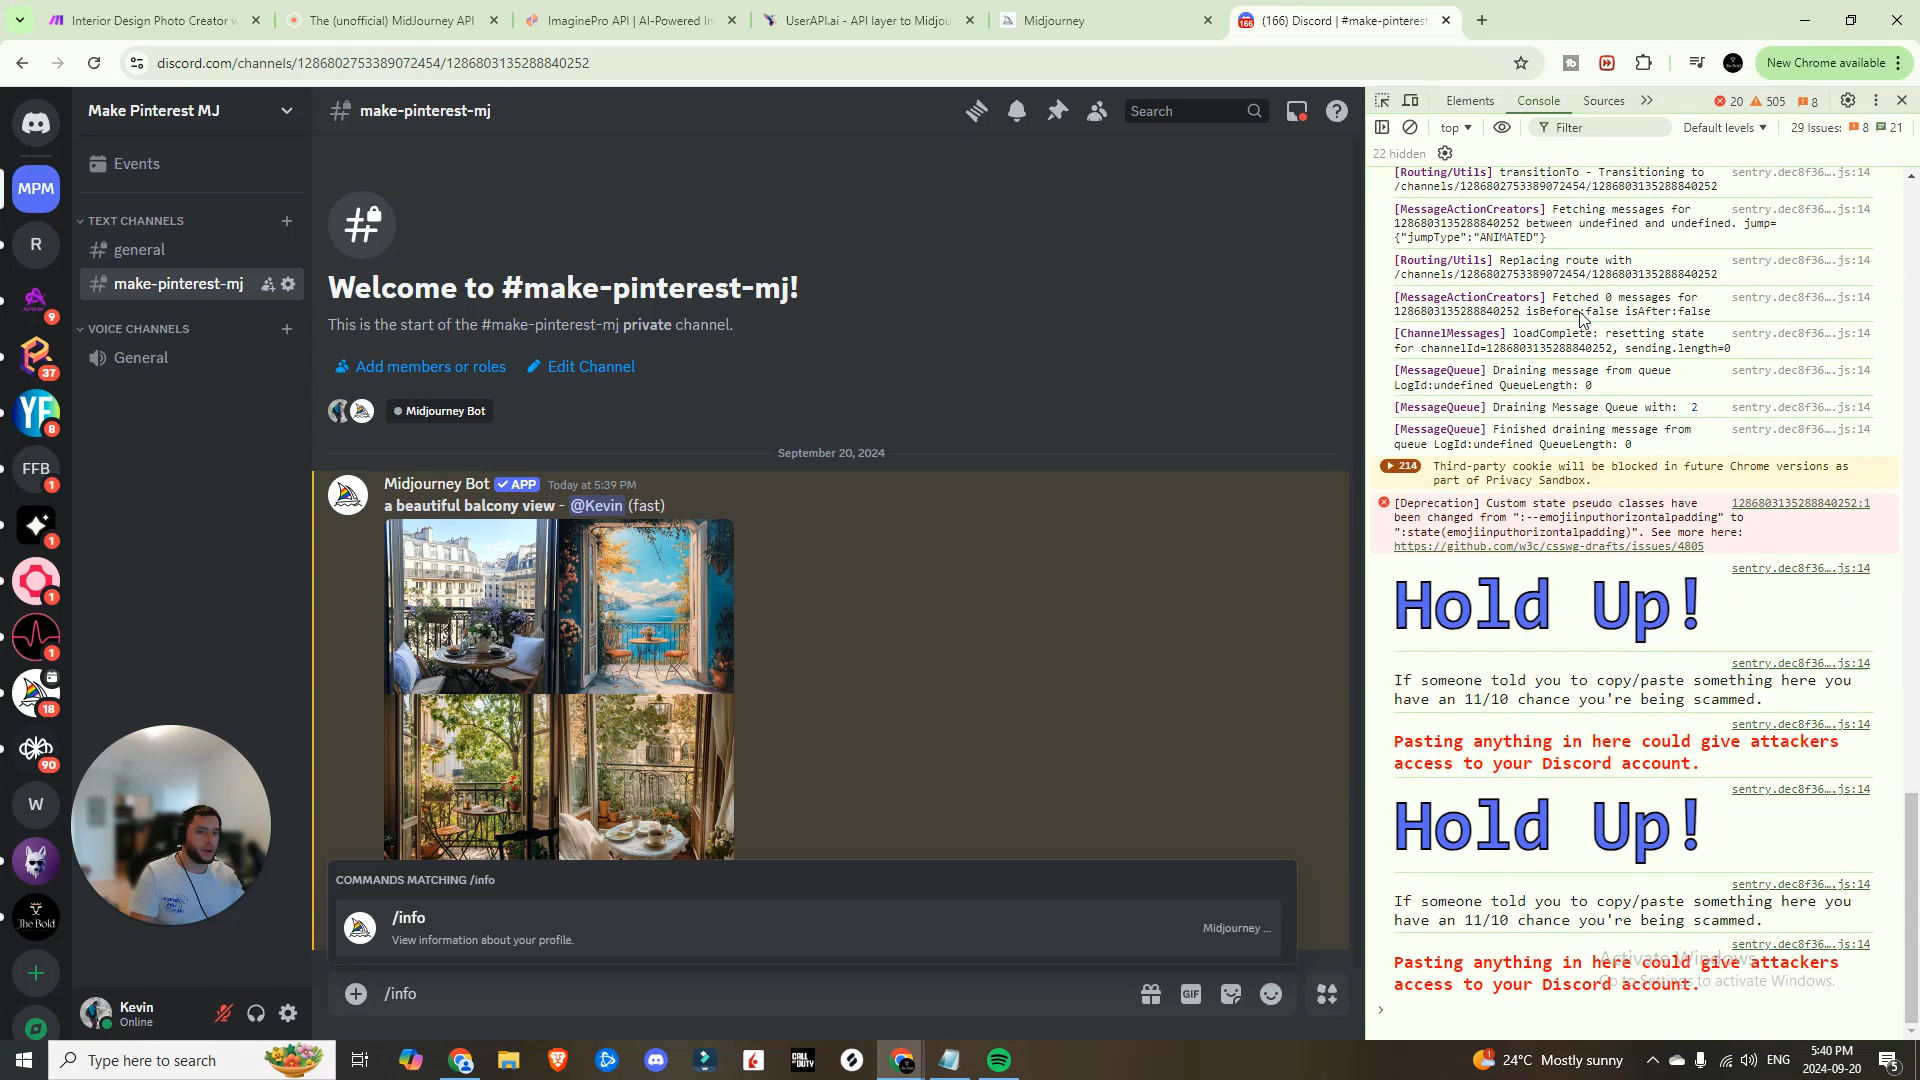 Interior Design Photo Creator w
The (unofficial) MidJourney API
ImaginePro API | AI-Powered In
UserAPI.ai - API layer to Midjou
Midjourney
(166) Discord | #make-pinterest
discord.com/channels/1286802753389072454/1286803135288840252
New Chrome available
Make Pinterest MJ
make-pinterest-mj
Search
Events
MPM
TEXT CHANNELS
general
make-pinterest-mj
VOICE CHANNELS
General
R
9
37
8
FFB
1
1
1
1
18
90
W
The Bold
Kevin
Online
Welcome to #make-pinterest-mj!
This is the start of the #make-pinterest-mj private channel.
Add members or roles
Edit Channel
Midjourney Bot
September 20, 2024
Midjourney Bot APP Today at 5:39 PM
a beautiful balcony view - @Kevin (fast)
COMMANDS MATCHING /info
/info
View information about your profile.
Midjourney ...
/info
GIF
Elements
Console
Sources
20
505
8
top
Filter
Default levels
29 Issues: 8 21
22 hidden
[Routing/Utils] transitionTo - Transitioning to sentry.dec8f36….js:14
/channels/1286802753389072454/1286803135288840252
[MessageActionCreators] Fetching messages for sentry.dec8f36….js:14
1286803135288840252 between undefined and undefined. jump=
{"jumpType":"ANIMATED"}
[Routing/Utils] Replacing route with sentry.dec8f36….js:14
/channels/1286802753389072454/1286803135288840252
[MessageActionCreators] Fetched 0 messages for sentry.dec8f36….js:14
1286803135288840252 isBefore:false isAfter:false
[ChannelMessages] loadComplete: resetting state sentry.dec8f36….js:14
for channelId=1286803135288840252, sending.length=0
[MessageQueue] Draining message from queue sentry.dec8f36….js:14
LogId:undefined QueueLength: 0
[MessageQueue] Draining Message Queue with: 2 sentry.dec8f36….js:14
[MessageQueue] Finished draining message from sentry.dec8f36….js:14
queue LogId:undefined QueueLength: 0
214 Third-party cookie will be blocked in future Chrome versions as
part of Privacy Sandbox.
[Deprecation] Custom state pseudo classes have 1286803135288840252:1
been changed from ":--emojiinputhorizontalpadding" to
":state(emojiinputhorizontalpadding)". See more here:
https://github.com/w3c/csswg-drafts/issues/4805
sentry.dec8f36….js:14
Hold Up!
sentry.dec8f36….js:14
If someone told you to copy/paste something here you
have an 11/10 chance you're being scammed.
sentry.dec8f36….js:14
Pasting anything in here could give attackers
access to your Discord account.
sentry.dec8f36….js:14
Hold Up!
sentry.dec8f36….js:14
If someone told you to copy/paste something here you
have an 11/10 chance you're being scammed.
sentry.dec8f36….js:14
Pasting anything in here could give attackers
access to your Discord account.
Activate Windows
Go to Settings to activate Windows.
Type here to search
CALL OF DUTY
24°C Mostly sunny
ENG
5:40 PM
2024-09-20
5